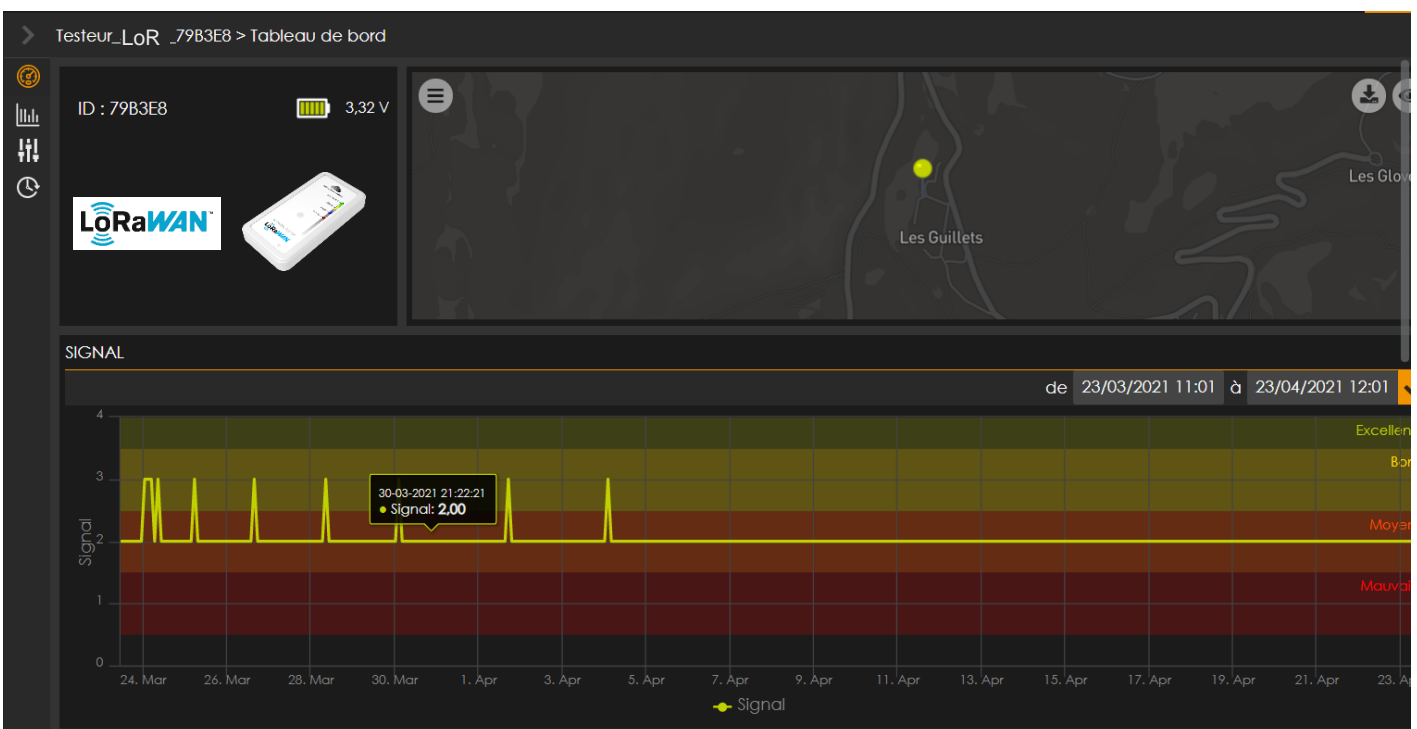 Testeur_LoR _79B3E8 > Tableau de bord
ID : 79B3E8
3,32 V
LoRaWAN
LoRaWAN
Les Glov
Les Guillets
SIGNAL
de 23/03/2021 11:01 à 23/04/2021 12:01
4
Excellen
Bon
3
30-03-2021 21:22:21
Signal: 2,00
Moyen
Signal
2
Mauvai
1
0
24. Mar 26. Mar 28. Mar 30. Mar 1. Apr 3. Apr 5. Apr 7. Apr 9. Apr 11. Apr 13. Apr 15. Apr 17. Apr 19. Apr 21. Apr 23. A
Signal